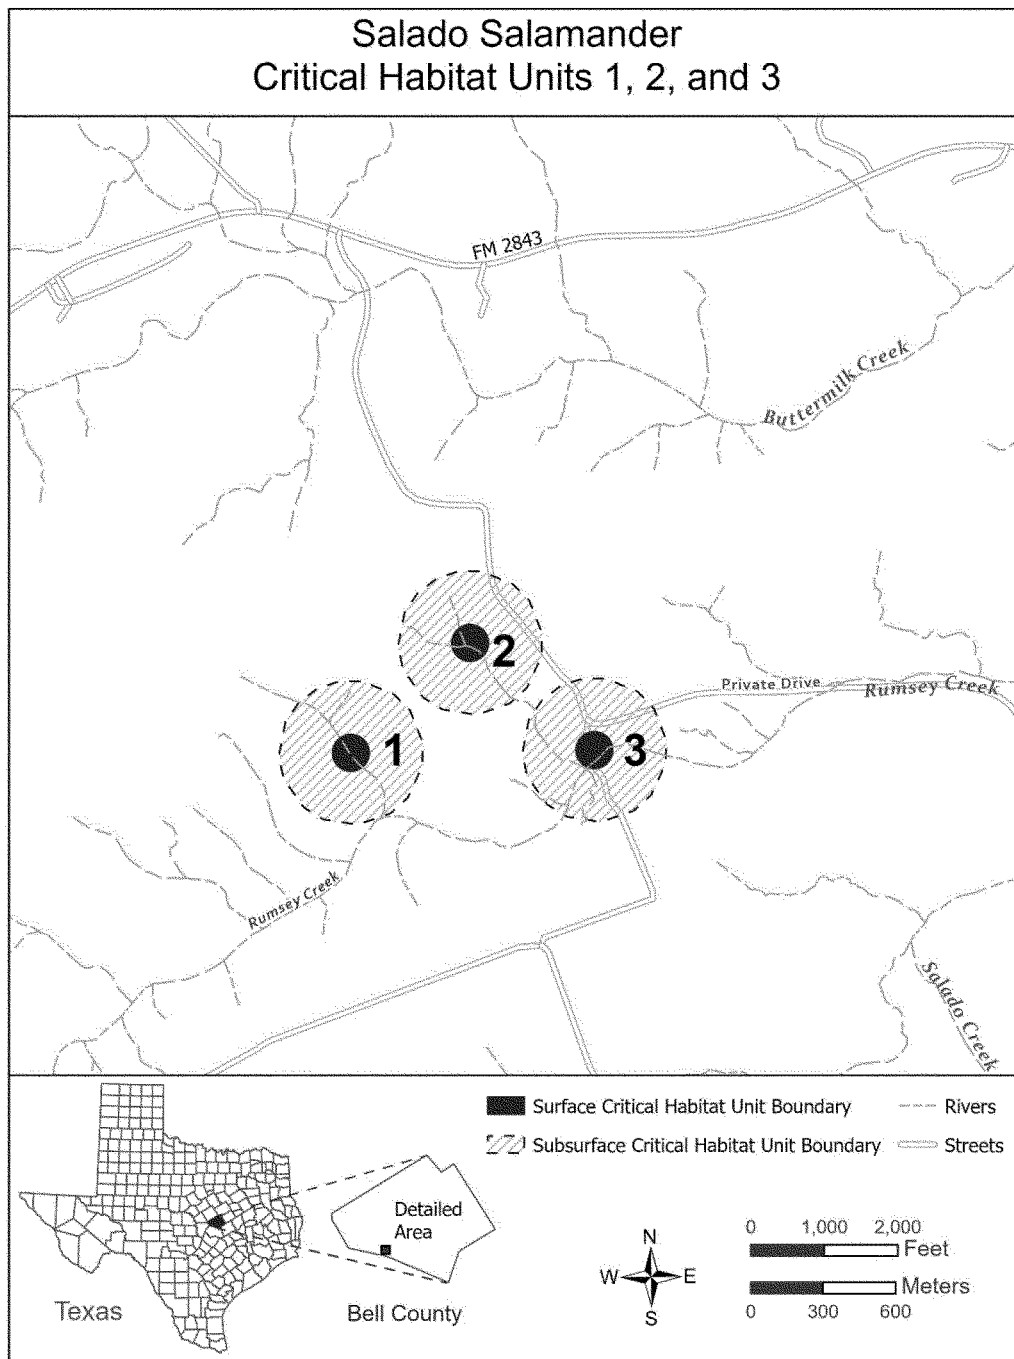 Salado Salamander
Critical Habitat Units 1, 2, and 3
FM 2843
Buttermilk Creek
2
Private Drive
Rumsey Creek
1
3
Rumsey Creek
Salado Creek
Surface Critical Habitat Unit Boundary
Rivers
Subsurface Critical Habitat Unit Boundary
Streets
Detailed
Area
Texas
Bell County
N
W
E
S
0 1,000 2,000
Feet
Meters
0 300 600